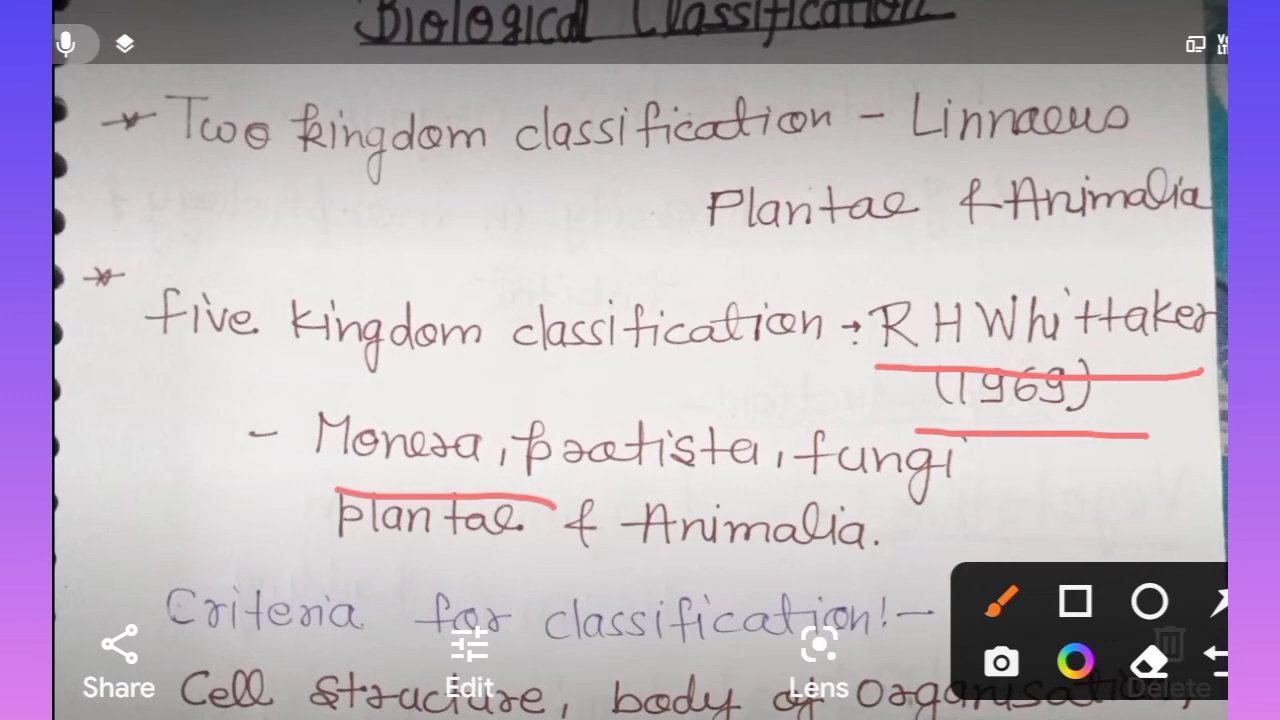 Biological Classification
Two kingdom classification - Linnaeus
Plantae & Animalia
five kingdom classification → R H Whittaker
(1969)
- Monera, protista, fungi
plantae & Animalia.
Criteria for classification! -
Cell structure, body of organisation,
Share
Edit
Lens
Delete